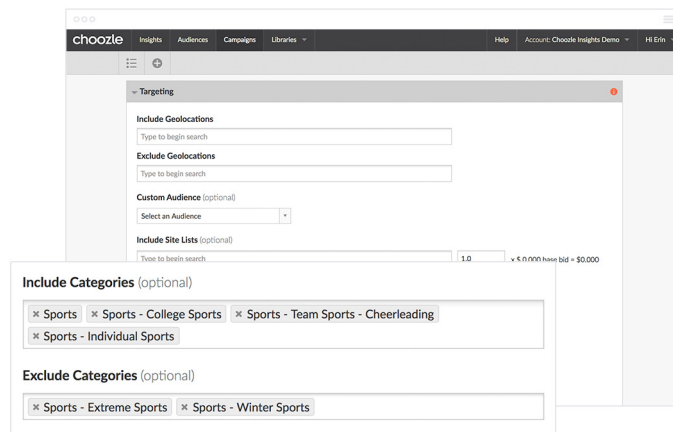 choozle Insights Audiences Campaigns Libraries Help Account: Choozle Insights Demo Hi Erin
Targeting
Include Geolocations
Type to begin search
Exclude Geolocations
Type to begin search
Custom Audience (optional)
Select an Audience
Include Site Lists (optional)
Type to begin search 1.0 x $ 0.000 base bid = $0.000
Include Categories (optional)
× Sports × Sports - College Sports × Sports - Team Sports - Cheerleading
× Sports - Individual Sports
Exclude Categories (optional)
× Sports - Extreme Sports × Sports - Winter Sports